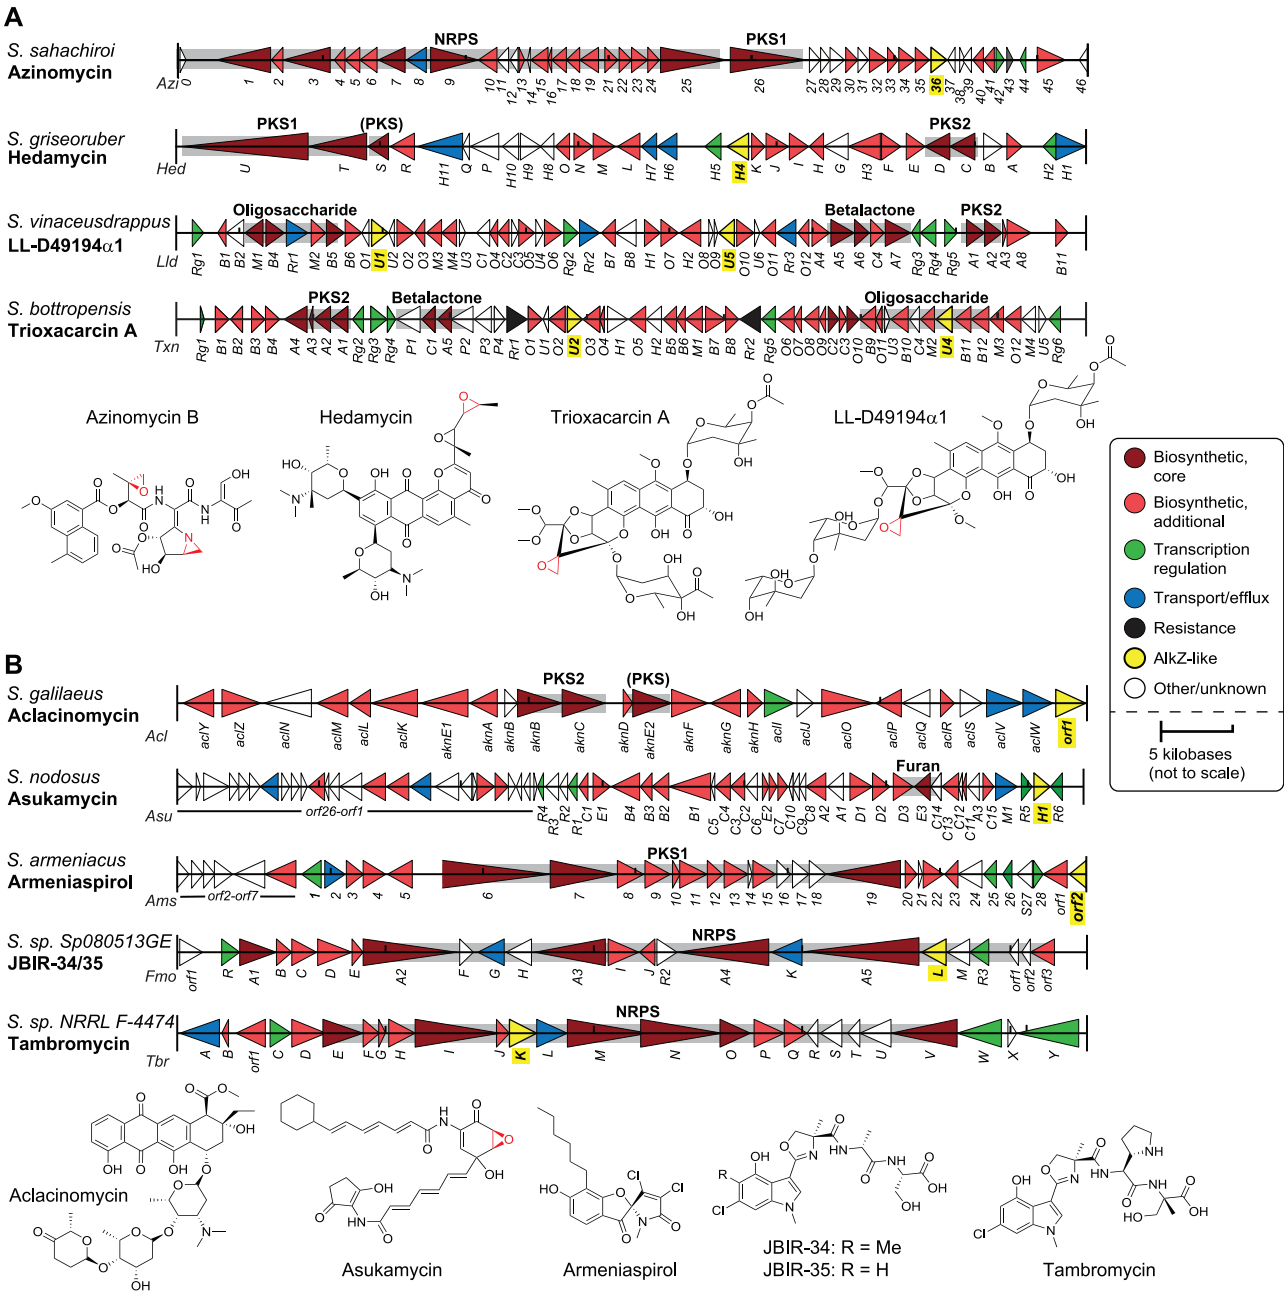 A
NRPS
PKS1
S. sahachiroi
Azinomycin
Azi
0 1 2 3 4 5 6 7 8 9 10 11 12 13 14 15 16 17 18 19 21 22 23 24 25 26 27 28 29 30 31 32 33 34 35 36 37 38 39 40 41 42 43 44 45 46
PKS1
(PKS)
PKS2
S. griseoruber
Hedamycin
Hed
U T S R H11 Q P H10 H9 H8 O N M L H7 H6 H5 H4 K J I H G H3 F E D C B A H2 H1
Oligosaccharide
Betalactone
PKS2
S. vinaceusdrappus
LL-D49194α1
Lld
Rg1 B1 B2 M1 B4 Rr1 M2 B5 B6 O1 U1 U2 O2 O3 M3 M4 U3 C1 O4 C2 C3 O5 U4 O6 Rg2 Rr2 B7 B8 H1 O7 H2 O8 O9 U5 O10 U6 O11 Rr3 O12 A4 A5 A6 C4 A7 Rg3 Rg4 Rg5 A1 A2 A3 A8 B11
PKS2
Betalactone
Oligosaccharide
S. bottropensis
Trioxacarcin A
Txn
Rg1 B1 B2 B3 B4 A4 A3 A2 A1 Rg2 Rg3 Rg4 P1 C1 A5 P2 P3 P4 Rr1 O1 U1 O2 U2 O3 O4 H1 O5 H2 B5 B6 M1 B7 B8 Rr2 Rg5 O6 O7 O8 O9 C2 C3 O10 B9 O11 U3 B10 C4 M2 U4 B11 B12 M3 O12 M4 U5 Rg6
Azinomycin B
Hedamycin
Trioxacarcin A
LL-D49194α1
Biosynthetic,
core
Biosynthetic,
additional
Transcription
regulation
Transport/efflux
Resistance
AlkZ-like
Other/unknown
5 kilobases
(not to scale)
B
PKS2
(PKS)
S. galilaeus
Aclacinomycin
Acl
aclY aclZ aclN aclM aclL aclK aknE1 aknA aknB aknB aknC aknD aknE2 aknF aknG aknH aclI aclJ aclO aclP aclQ aclR aclS aclV aclW orf1
Furan
S. nodosus
Asukamycin
Asu
orf26-orf1
R4 R3 R2 R1 C1 E1 B4 B3 B2 B1 C5 C4 C3 C2 C6 E2 C7 C10 C9 C8 A2 A1 D1 D2 D3 E3 C14 C13 C12 C11 A3 C15 M1 R5 H1 R6
PKS1
S. armeniacus
Armeniaspirol
Ams
orf2-orf7
1 2 3 4 5 6 7 8 9 10 11 12 13 14 15 16 17 18 19 20 21 22 23 24 25 26 S27 28 orf1 orf2
NRPS
S. sp. Sp080513GE
JBIR-34/35
Fmo
orf1 R A1 B C D E A2 F G H A3 I J R2 A4 K A5 L M R3 orf1 orf2 orf3
NRPS
S. sp. NRRL F-4474
Tambromycin
Tbr
A B orf1 C D E F G H I J K L M N O P Q R S T U V W X Y
Aclacinomycin
Asukamycin
Armeniaspirol
JBIR-34: R = Me
JBIR-35: R = H
Tambromycin